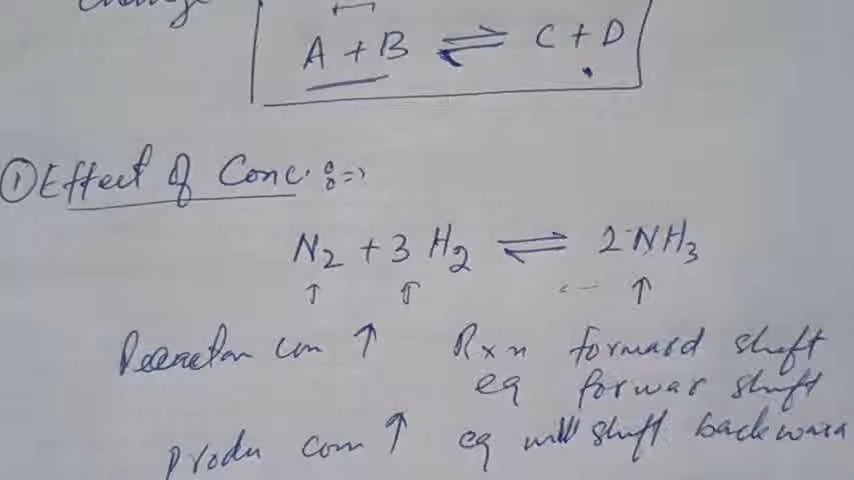 A + B ⇌ C + D
① Effect of Conc. :⇒
N₂ + 3 H₂ ⇌ 2 NH₃
↑ ↑ ← ↑
con ↑ Rxn forward shift
eq forwar shift
Produ con ↑ eq will shift backward